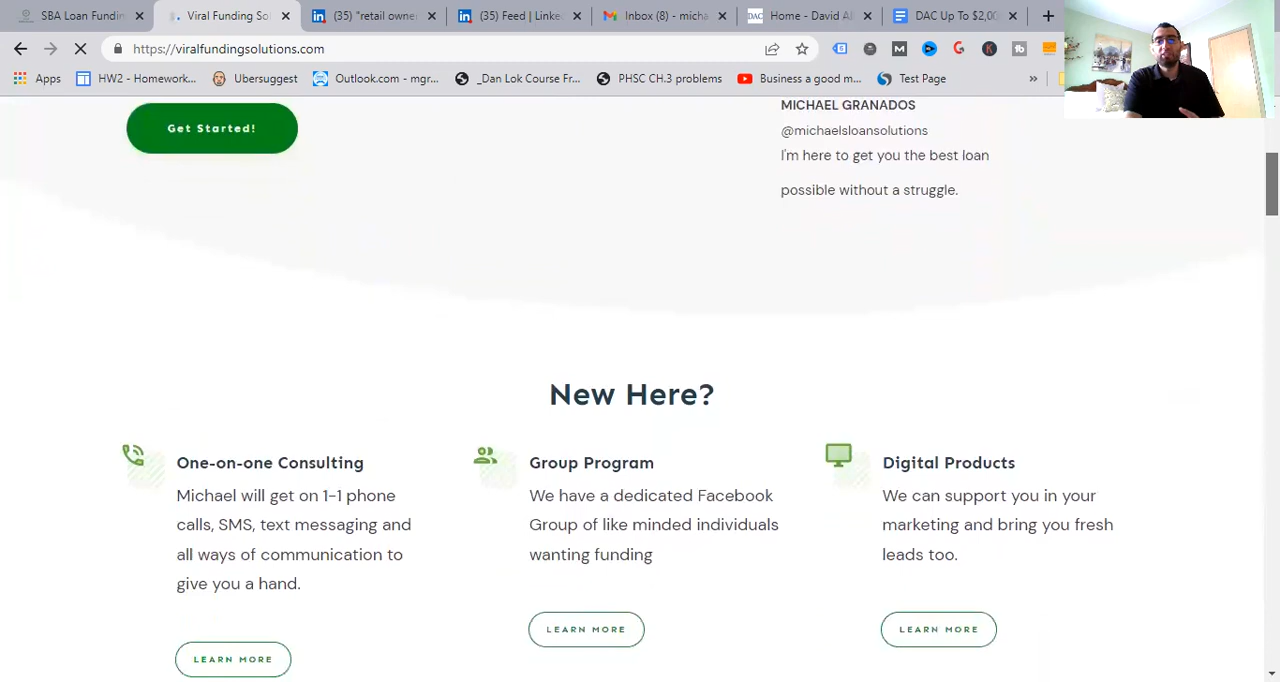 SBA Loan Fundin
Viral Funding So
(35) "retail owne
(35) Feed | Linke
Inbox (8) - micha
Home - David Al
DAC Up To $2,00
https://viralfundingsolutions.com
Apps
HW2 - Homework...
Ubersuggest
Outlook.com - mgr...
_Dan Lok Course Fr...
PHSC CH.3 problems
Business a good m...
Test Page
»
Get Started!
MICHAEL GRANADOS
@michaelsloansolutions
I'm here to get you the best loan
possible without a struggle.
New Here?
One-on-one Consulting
Michael will get on 1-1 phone
calls, SMS, text messaging and
all ways of communication to
give you a hand.
LEARN MORE
Group Program
We have a dedicated Facebook
Group of like minded individuals
wanting funding
LEARN MORE
Digital Products
We can support you in your
marketing and bring you fresh
leads too.
LEARN MORE